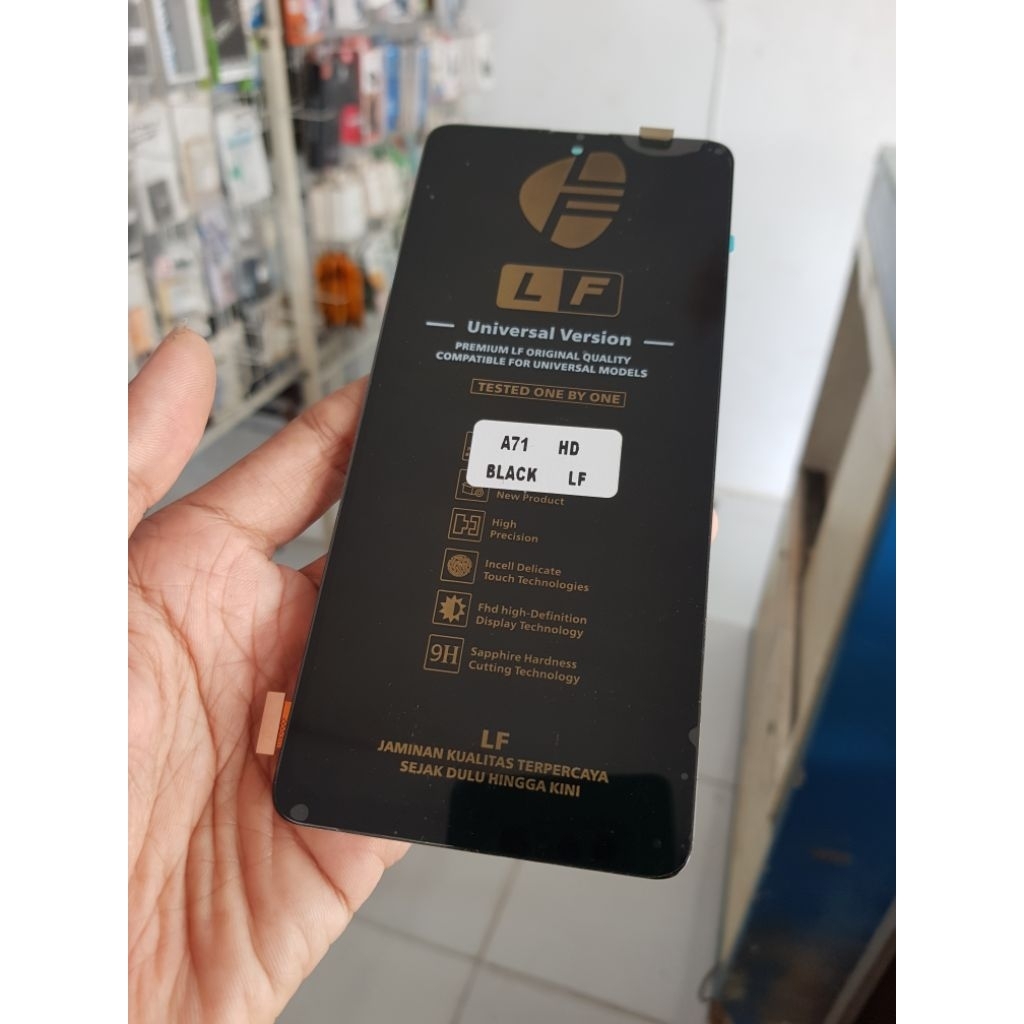 LF
Universal Version
PREMIUM LF ORIGINAL QUALITY
COMPATIBLE FOR UNIVERSAL MODELS
TESTED ONE BY ONE
A71 HD
BLACK LF
New Product
High
Precision
Incell Delicate
Touch Technologies
Fhd high-Definition
Display Technology
9H
Sapphire Hardness
Cutting Technology
LF
JAMINAN KUALITAS TERPERCAYA
SEJAK DULU HINGGA KINI